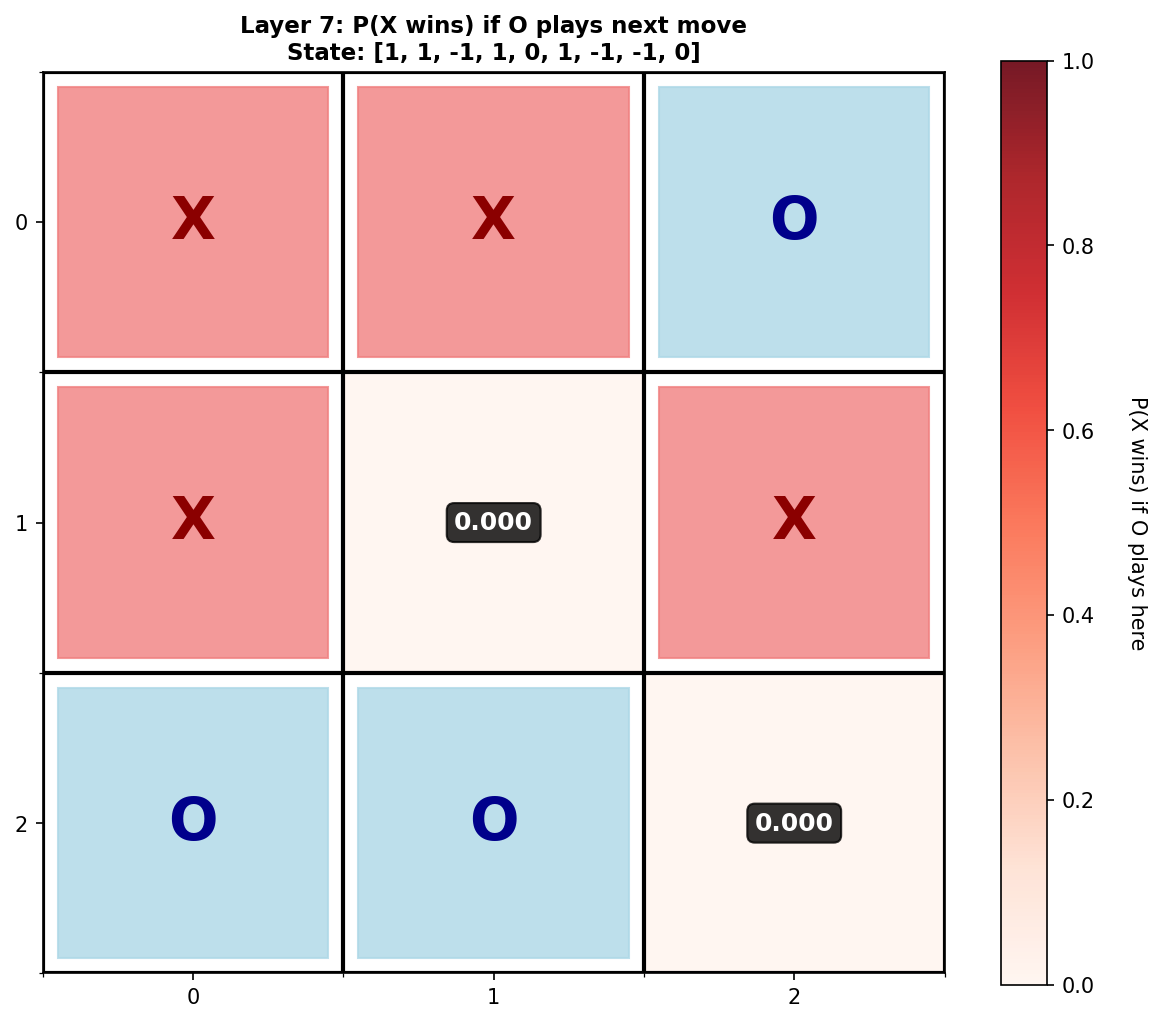 Layer 7: P(X wins) if O plays next move
State: [1, 1, -1, 1, 0, 1, -1, -1, 0]
0
X
X
O
1
X
0.000
X
2
O
O
0.000
0
1
2
1.0
0.8
0.6
0.4
0.2
0.0
P(X wins) if O plays here